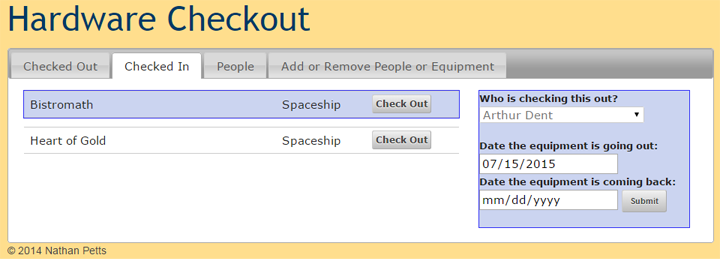 Hardware Checkout
Checked Out Checked In People Add or Remove People or Equipment
Bistromath Spaceship Check Out
Heart of Gold Spaceship Check Out
Who is checking this out?
Arthur Dent
Date the equipment is going out:
07/15/2015
Date the equipment is coming back:
mm/dd/yyyy Submit
© 2014 Nathan Petts